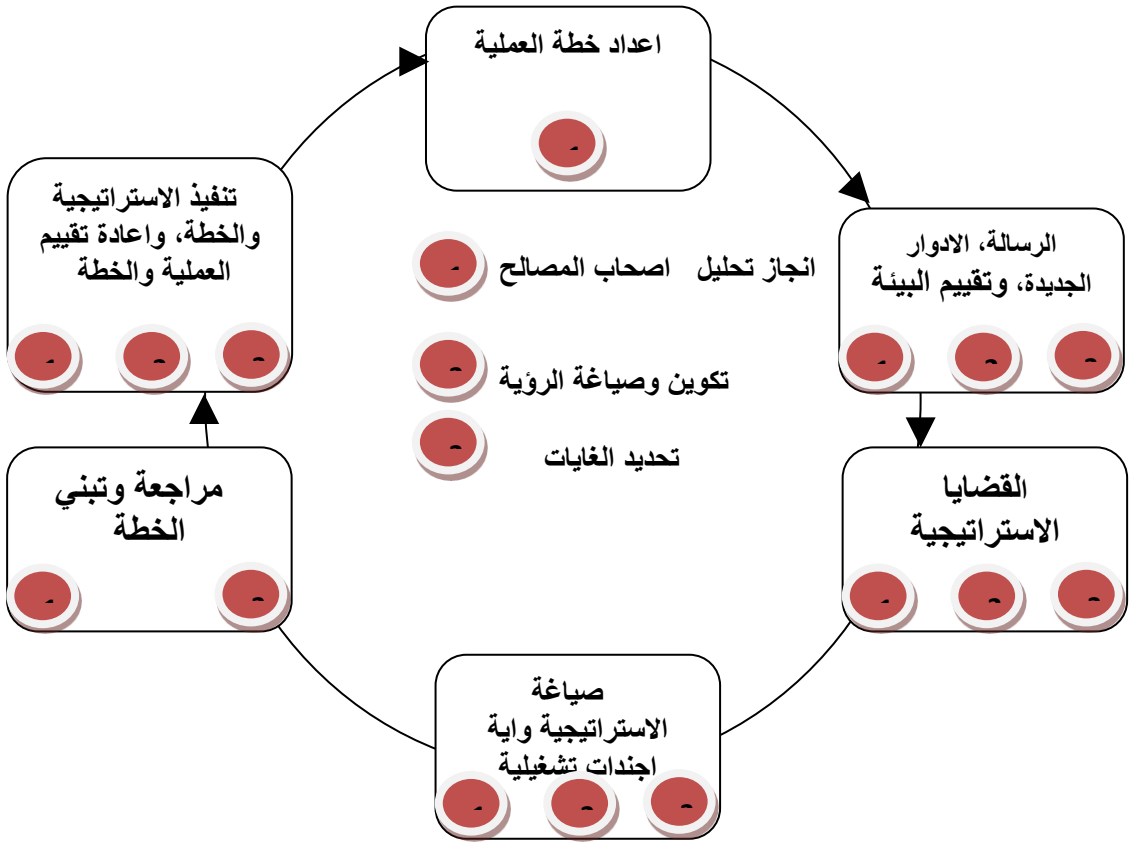 اعداد خطة العملية
الرسالة، الادوار
الجديدة، وتقييم البيئة
القضايا
الاستراتيجية
صياغة
الاستراتيجية واية
اجندات تشغيلية
مراجعة وتبني
الخطة
تنفيذ الاستراتيجية
والخطة، واعادة تقييم
العملية والخطة
انجاز تحليل اصحاب المصالح
تكوين وصياغة الرؤية
تحديد الغايات